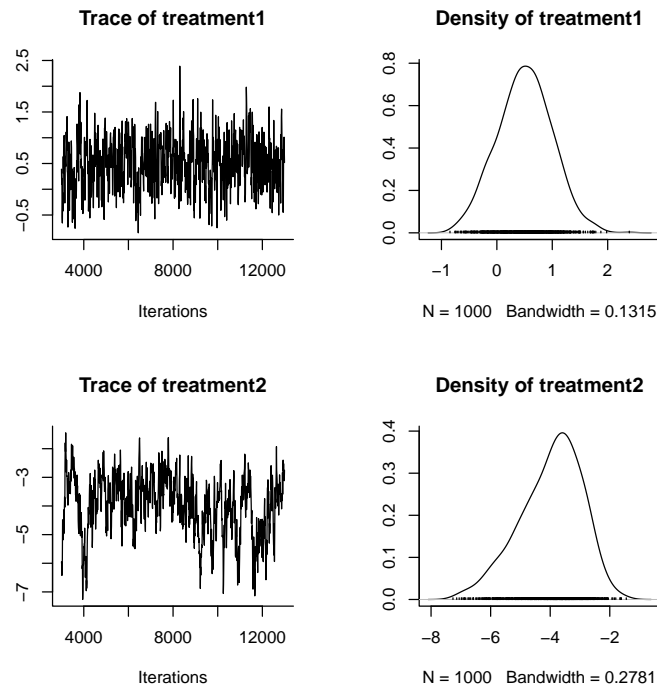 Trace of treatment1
2.5
1.5
0.5
−0.5
4000 8000 12000
Iterations
Density of treatment1
0.8
0.6
0.4
0.2
0.0
−1 0 1 2
N = 1000 Bandwidth = 0.1315
Trace of treatment2
−3
−5
−7
4000 8000 12000
Iterations
Density of treatment2
0.4
0.3
0.2
0.1
0.0
−8 −6 −4 −2
N = 1000 Bandwidth = 0.2781